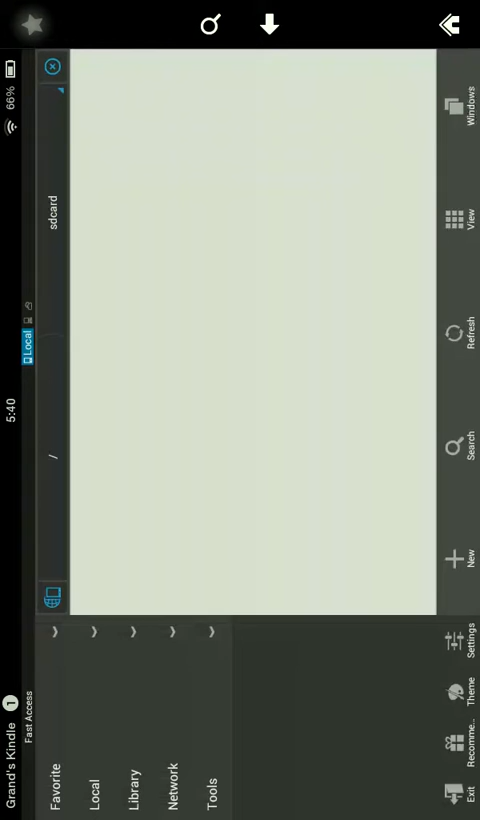 Grand's Kindle 1 5:40 66%
Fast Access
Local
/ sdcard
Favorite
Local
Library
Network
Tools
Exit Recomme... Theme Settings New Search Refresh View Windows